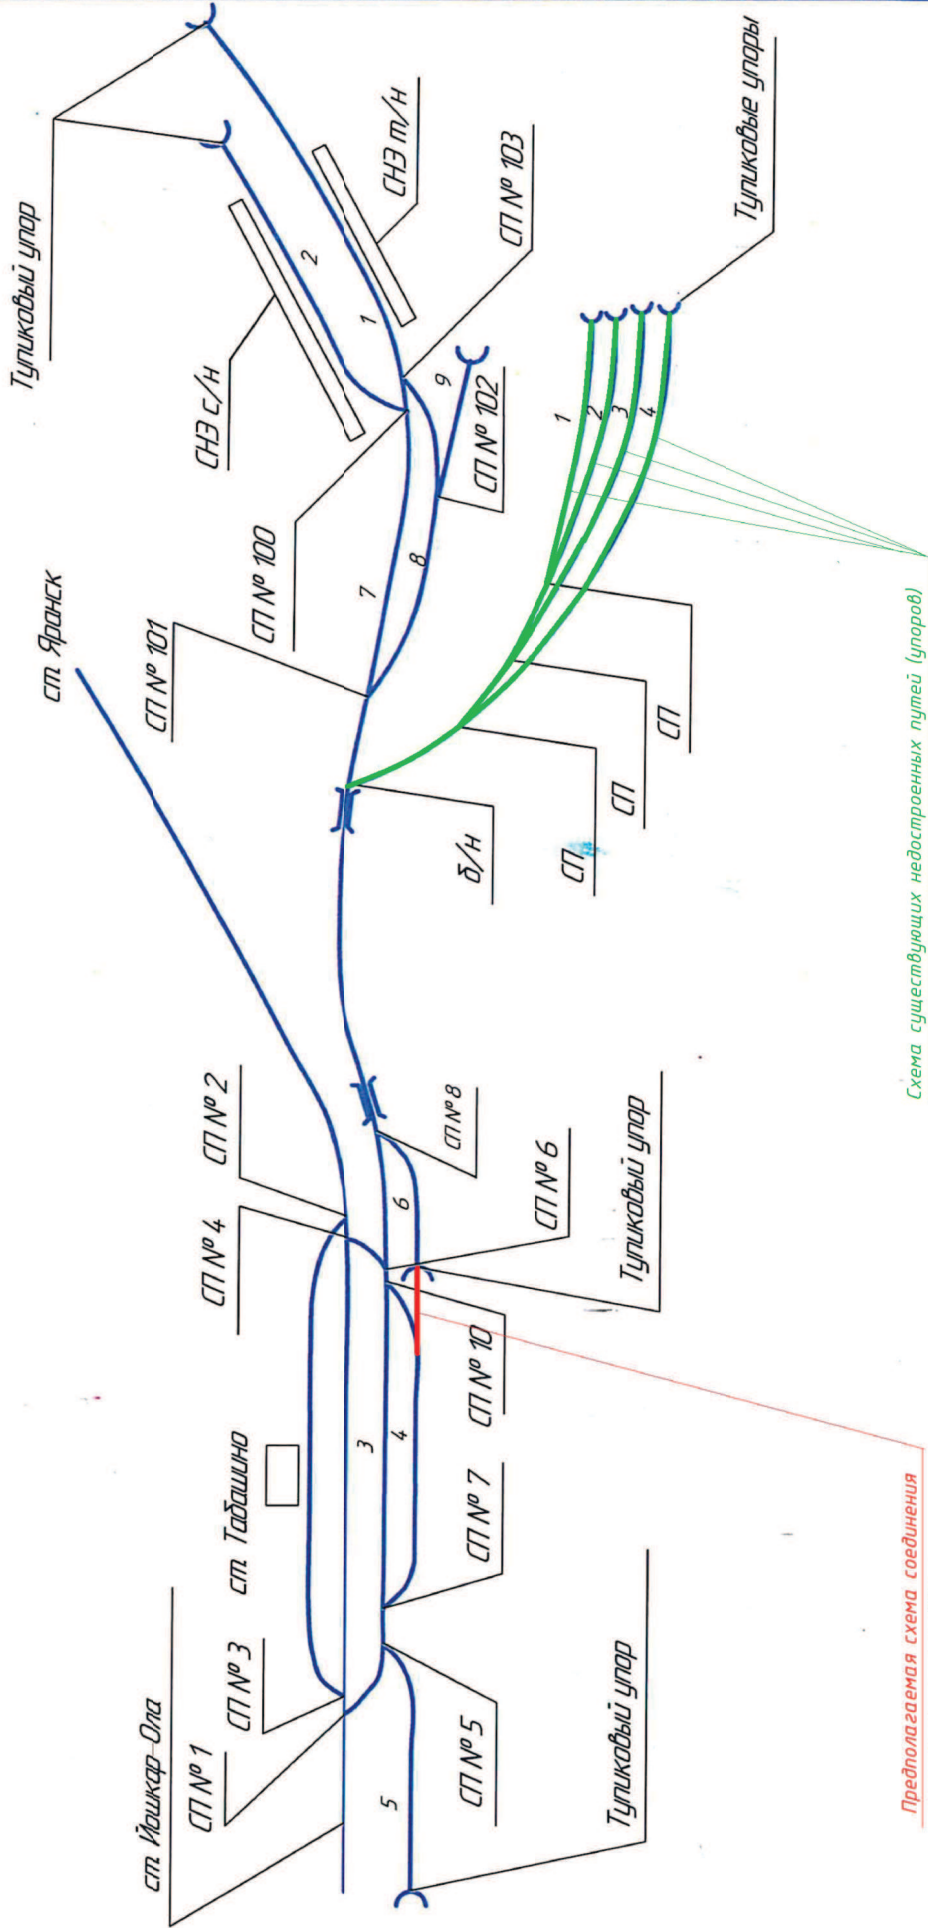 Тупиковый упор
СНЭ с/н
СНЭ т/н
2
1
СП № 103
СП № 100
9
СП № 102
Тупиковые упоры
ст. Яранск
СП № 101
7
8
1
2
3
4
б/н
СП
СП
СП
Схема существующих недостроенных путей (упоров)
СП № 2
СП № 4
СП № 8
6
СП № 6
Тупиковый упор
ст. Табашино
3
4
СП № 10
СП № 7
ст. Йошкар-Ола
СП № 3
СП № 1
5
СП № 5
Тупиковый упор
Предполагаемая схема соединения